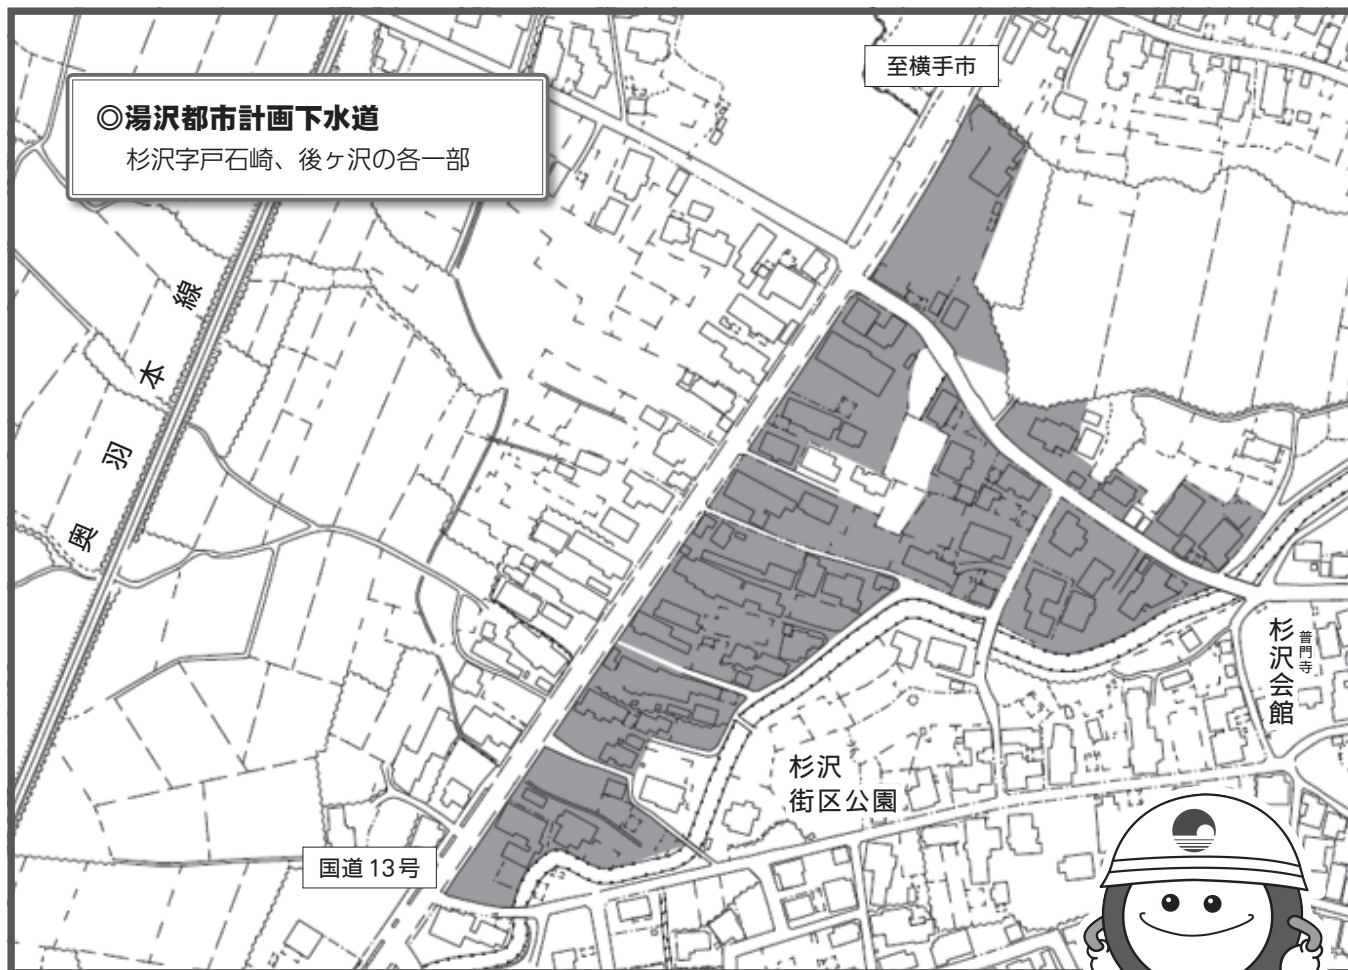 至横手市
◎湯沢都市計画下水道
杉沢字戸石崎、後ヶ沢の各一部
奥羽本線
普門寺
杉沢会館
杉沢
街区公園
国道13号